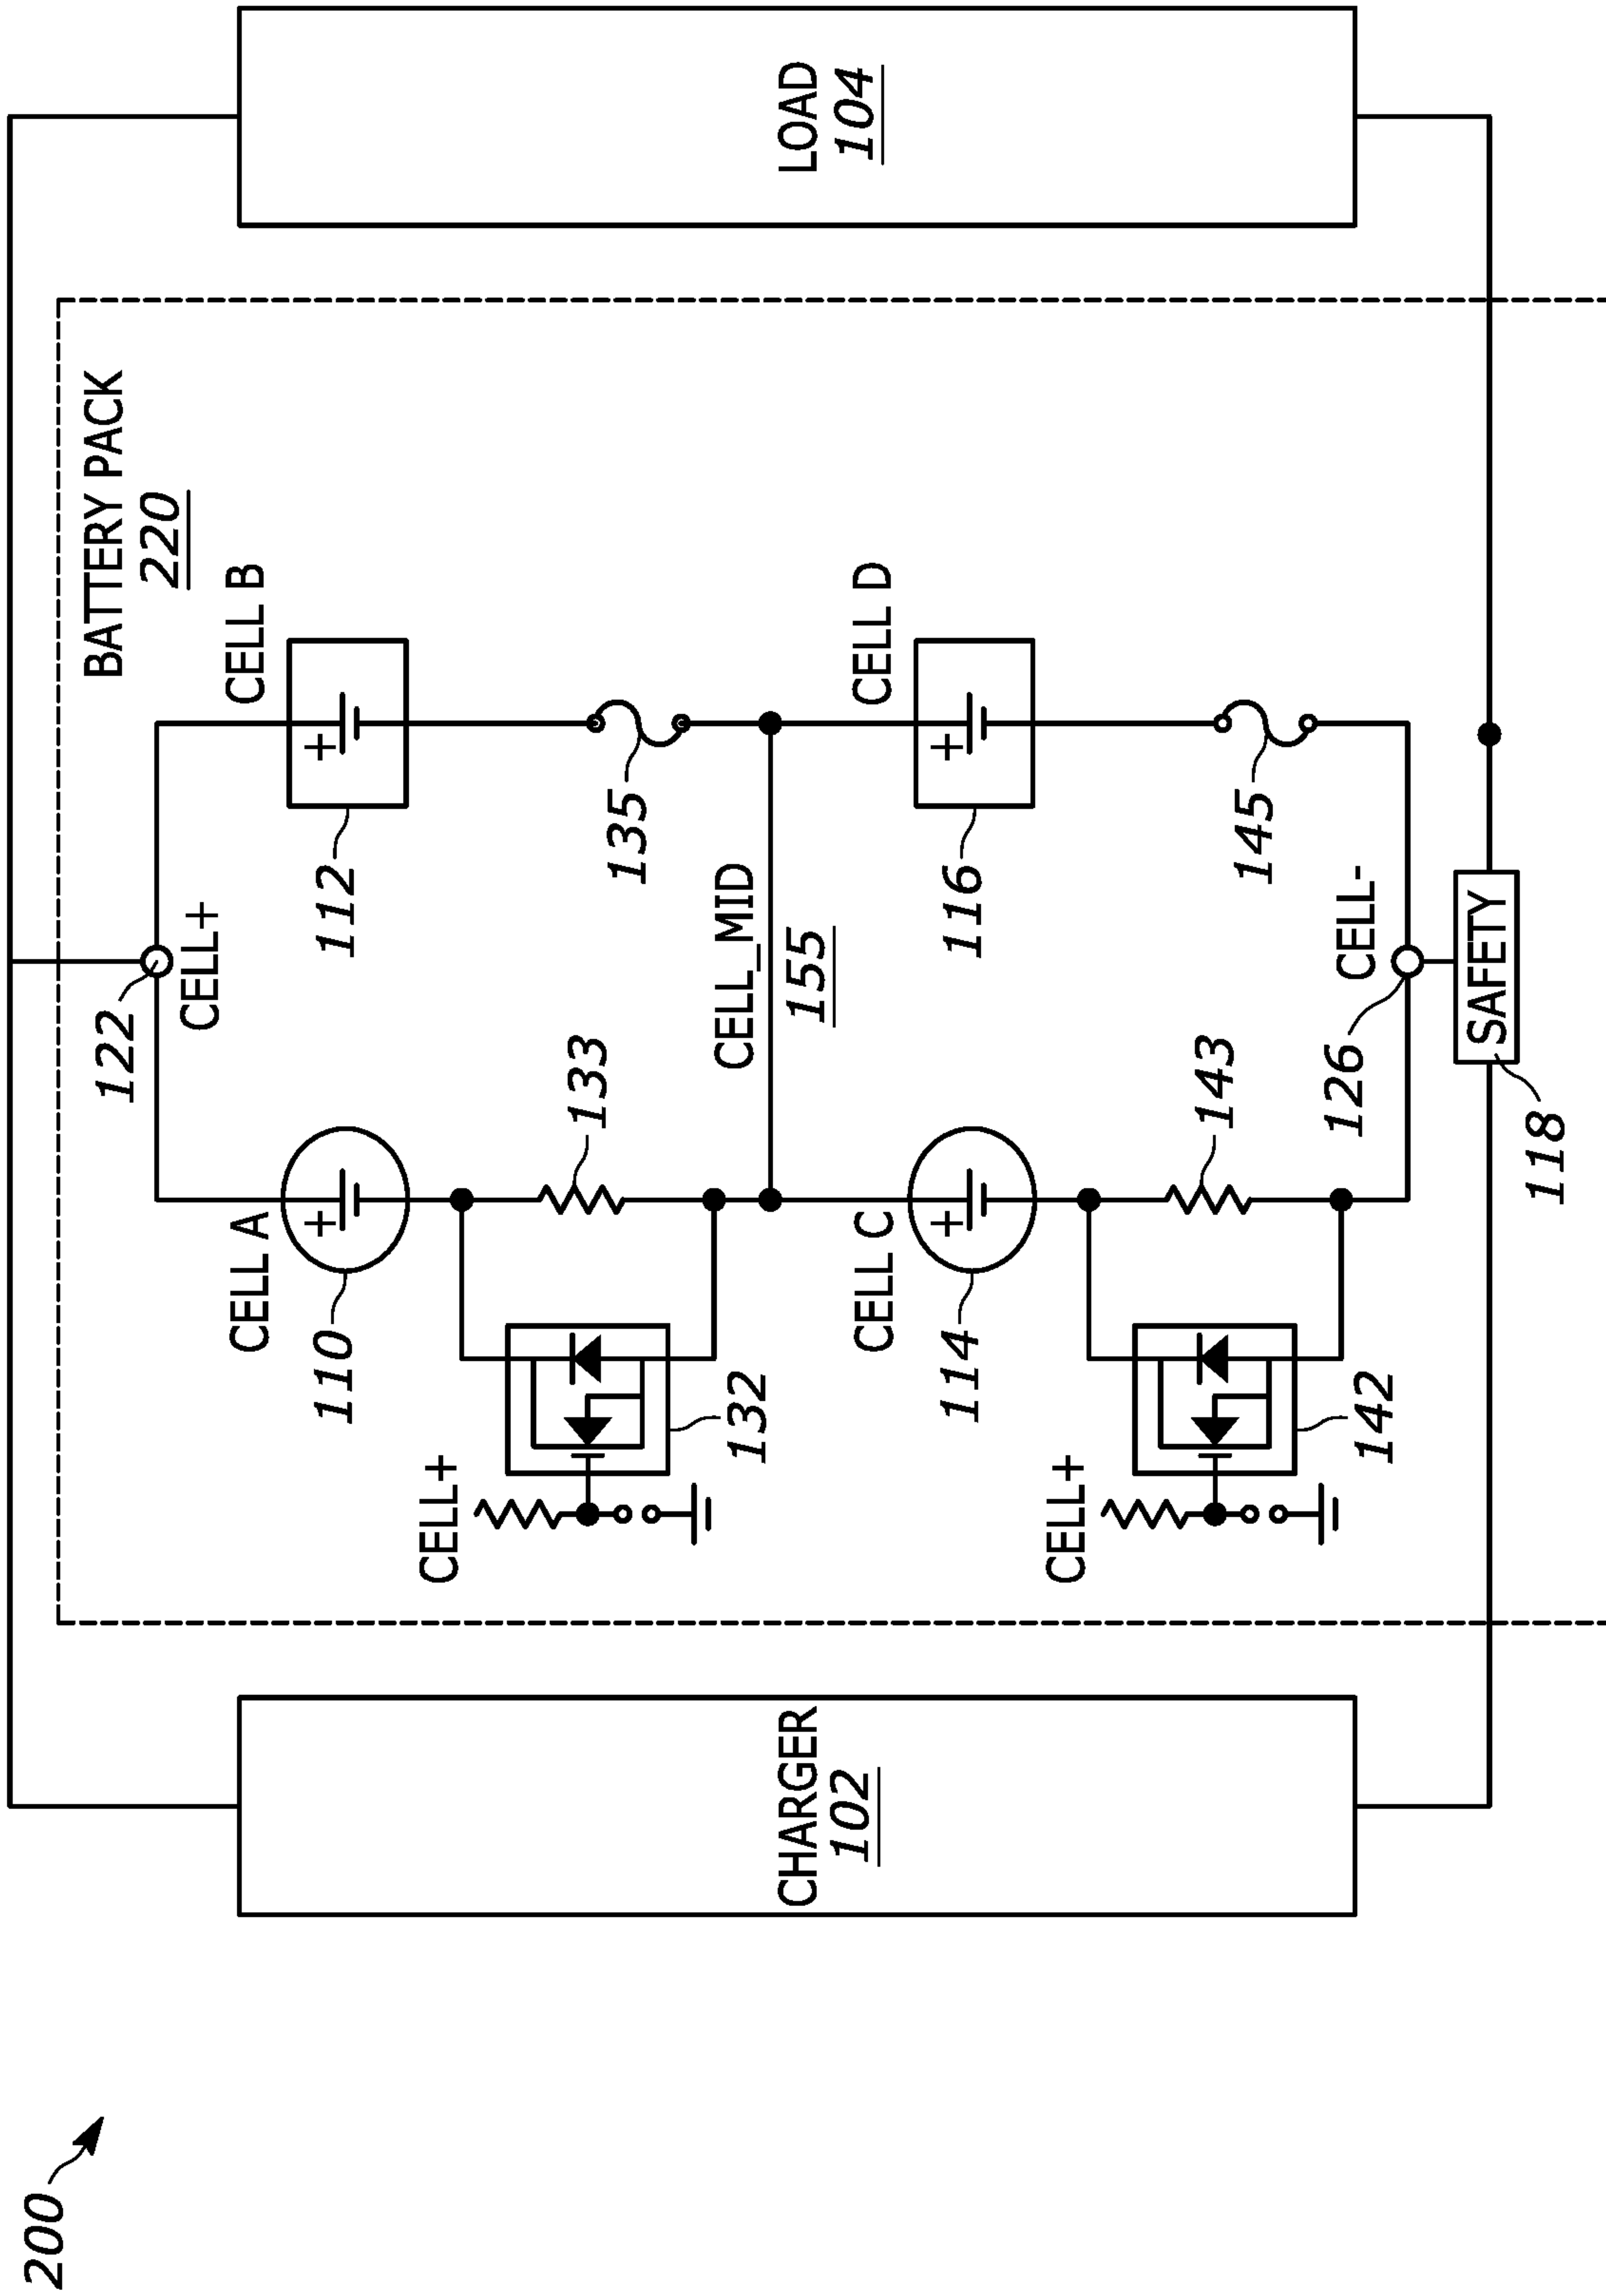 200
CHARGER
102
BATTERY PACK
220
122
CELL+
CELL A
110
CELL B
112
133
135
CELL+
132
CELL_MID
155
CELL C
114
CELL D
116
143
145
CELL+
142
CELL-
126
SAFETY
118
LOAD
104
+
+
+
+